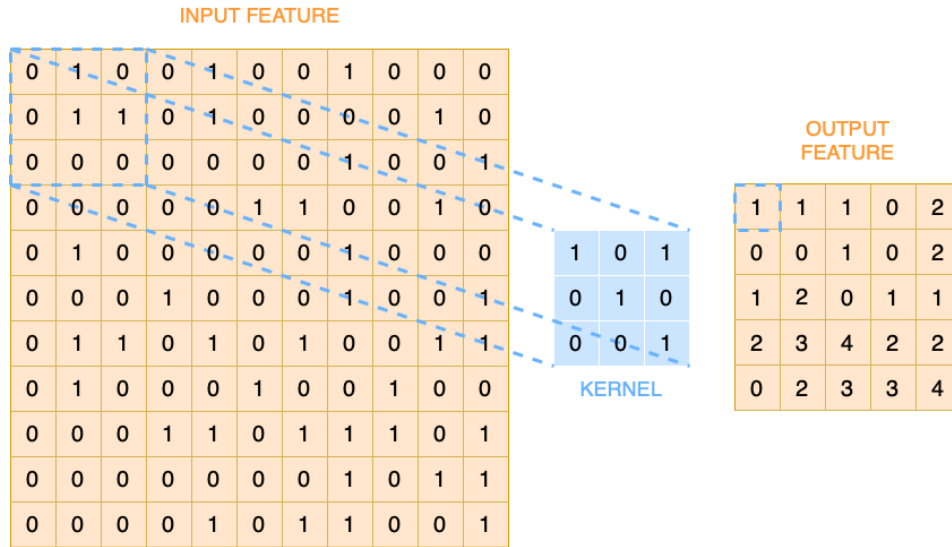 INPUT FEATURE
0 1 0 0 1 0 0 1 0 0 0
0 1 1 0 1 0 0 0 0 1 0
0 0 0 0 0 0 0 1 0 0 1
0 0 0 0 0 1 1 0 0 1 0
0 1 0 0 0 0 0 1 0 0 0
0 0 0 1 0 0 0 1 0 0 1
0 1 1 0 1 0 1 0 0 1 1
0 1 0 0 0 1 0 0 1 0 0
0 0 0 1 1 0 1 1 1 0 1
0 0 0 0 0 0 0 1 0 1 1
0 0 0 0 1 0 1 1 0 0 1
1 0 1
0 1 0
0 0 1
KERNEL
OUTPUT
FEATURE
1 1 1 0 2
0 0 1 0 2
1 2 0 1 1
2 3 4 2 2
0 2 3 3 4